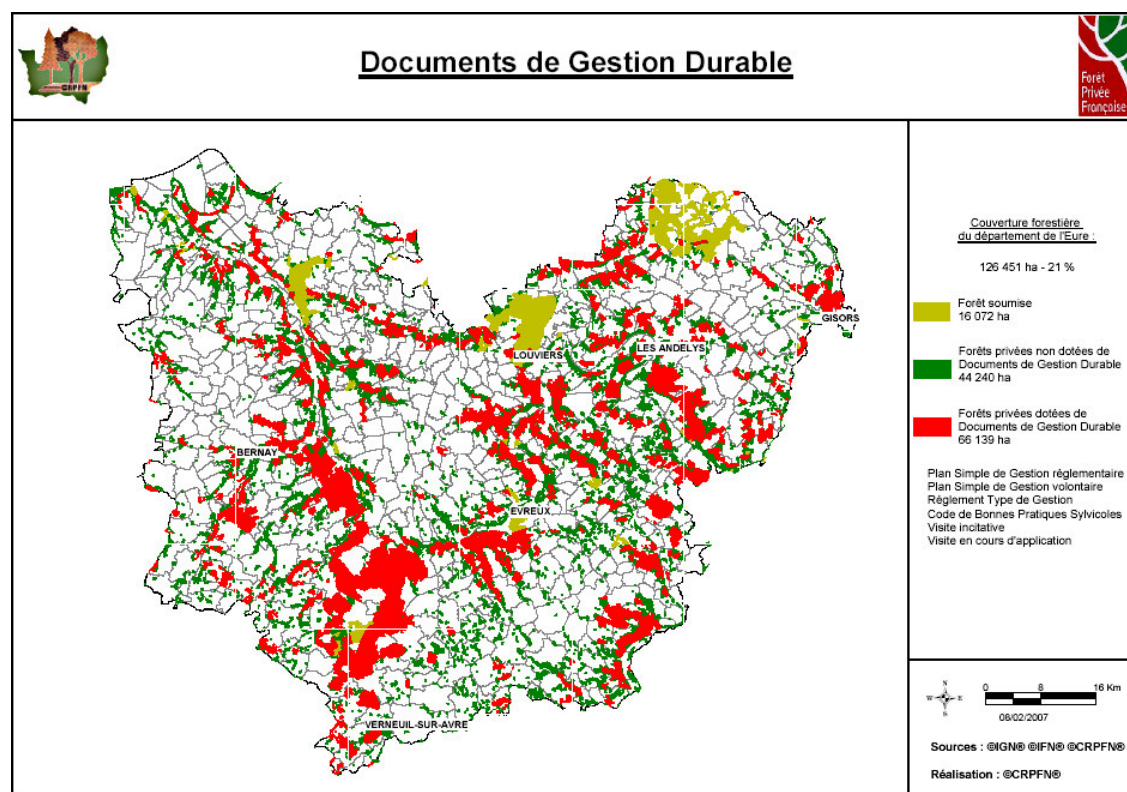 CRPFN
Documents de Gestion Durable
Forêt
Privée
Française
GISORS
LES ANDELYS
LOUVIERS
BERNAY
EVREUX
VERNEUIL-SUR-AVRE
Couverture forestière
du département de l'Eure :
126 451 ha - 21 %
Forêt soumise
16 072 ha
Forêts privées non dotées de
Documents de Gestion Durable
44 240 ha
Forêts privées dotées de
Documents de Gestion Durable
66 139 ha
Plan Simple de Gestion réglementaire
Plan Simple de Gestion volontaire
Règlement Type de Gestion
Code de Bonnes Pratiques Sylvicoles
Visite incitative
Visite en cours d'application
N
W E
S
0 8 16 Km
08/02/2007
Sources : ©IGN® ©IFN® ©CRPFN®
Réalisation : ©CRPFN®